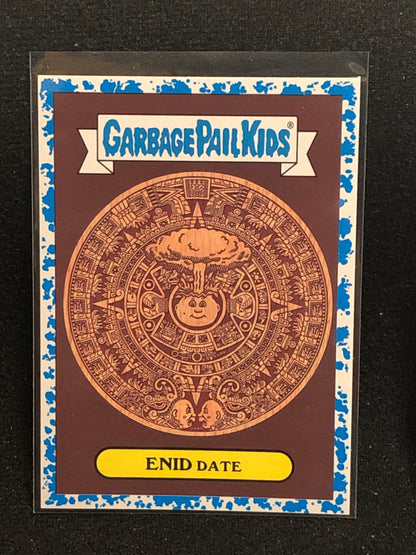 GARBAGE PAIL KIDS®
ENID DATE